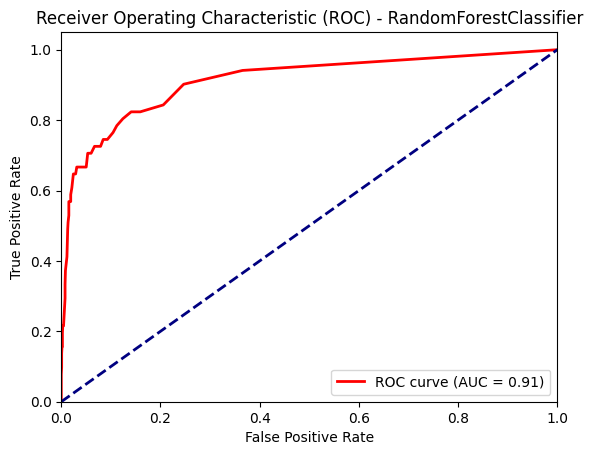 Receiver Operating Characteristic (ROC) - RandomForestClassifier
1.0
0.8
0.6
0.4
0.2
0.0
True Positive Rate
ROC curve (AUC = 0.91)
0.0 0.2 0.4 0.6 0.8 1.0
False Positive Rate